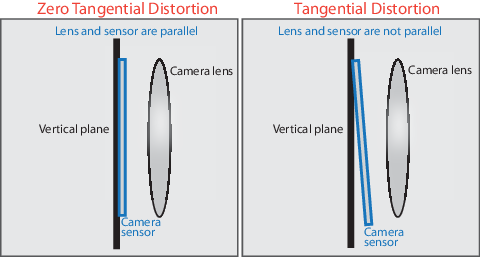 Zero Tangential Distortion
Lens and sensor are parallel
Camera lens
Vertical plane
Camera
sensor
Tangential Distortion
Lens and sensor are not parallel
Camera lens
Vertical plane
Camera
sensor